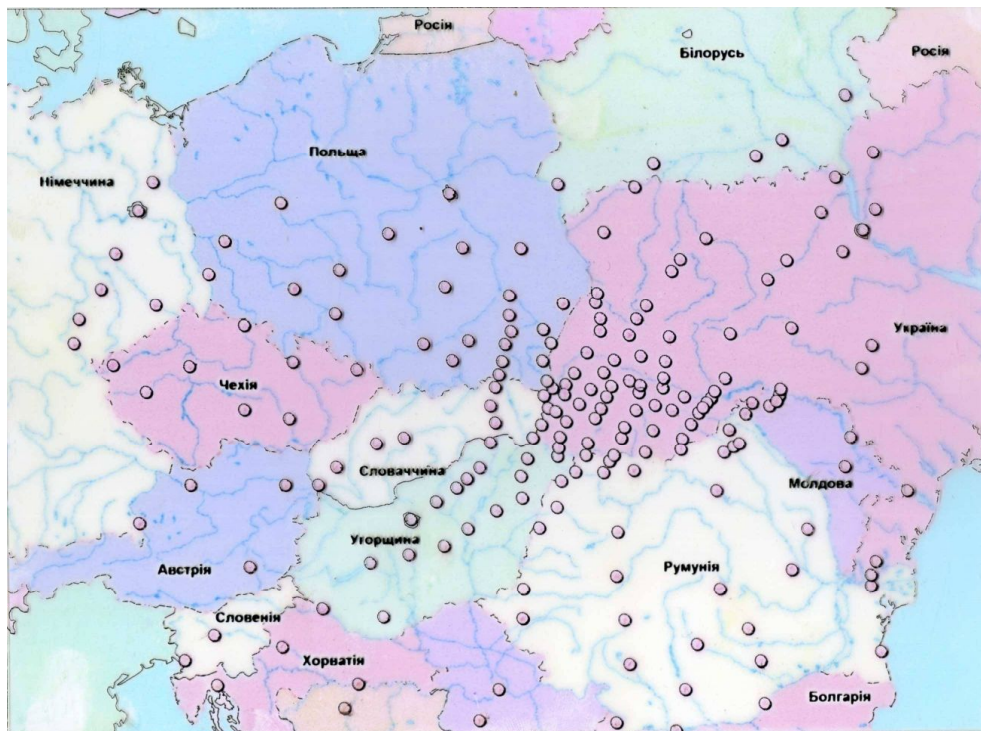 Росія
Білорусь
Росія
Польща
Німеччина
Україна
Чехія
Словаччина
Молдова
Угорщина
Австрія
Румунія
Словенія
Хорватія
Болгарія